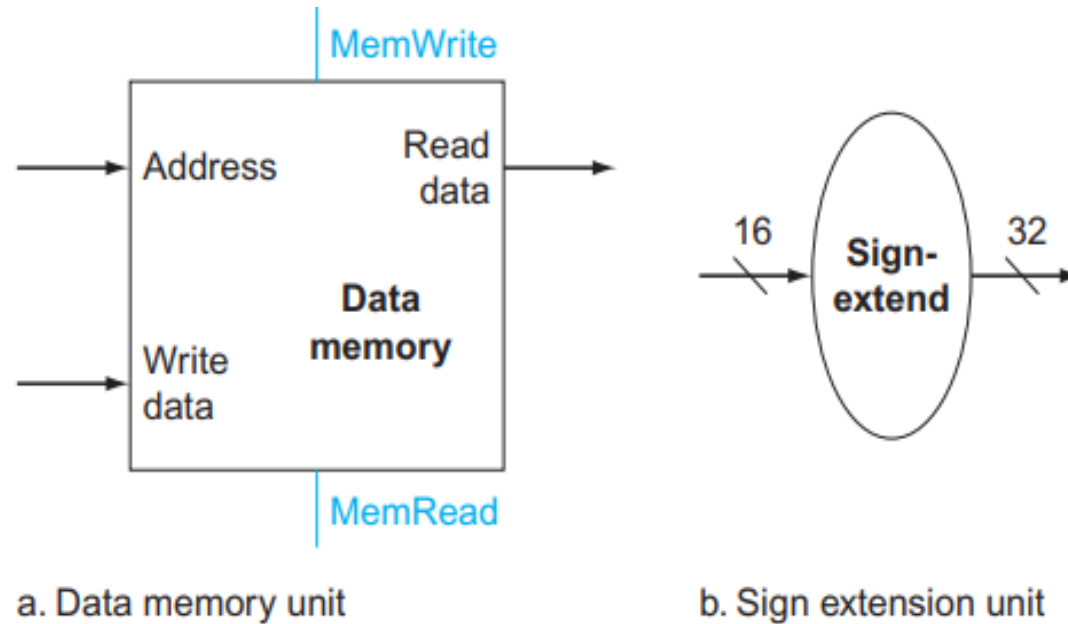 MemWrite
Address
Read
data
Data
memory
Write
data
MemRead
a. Data memory unit
16
Sign-
extend
32
b. Sign extension unit